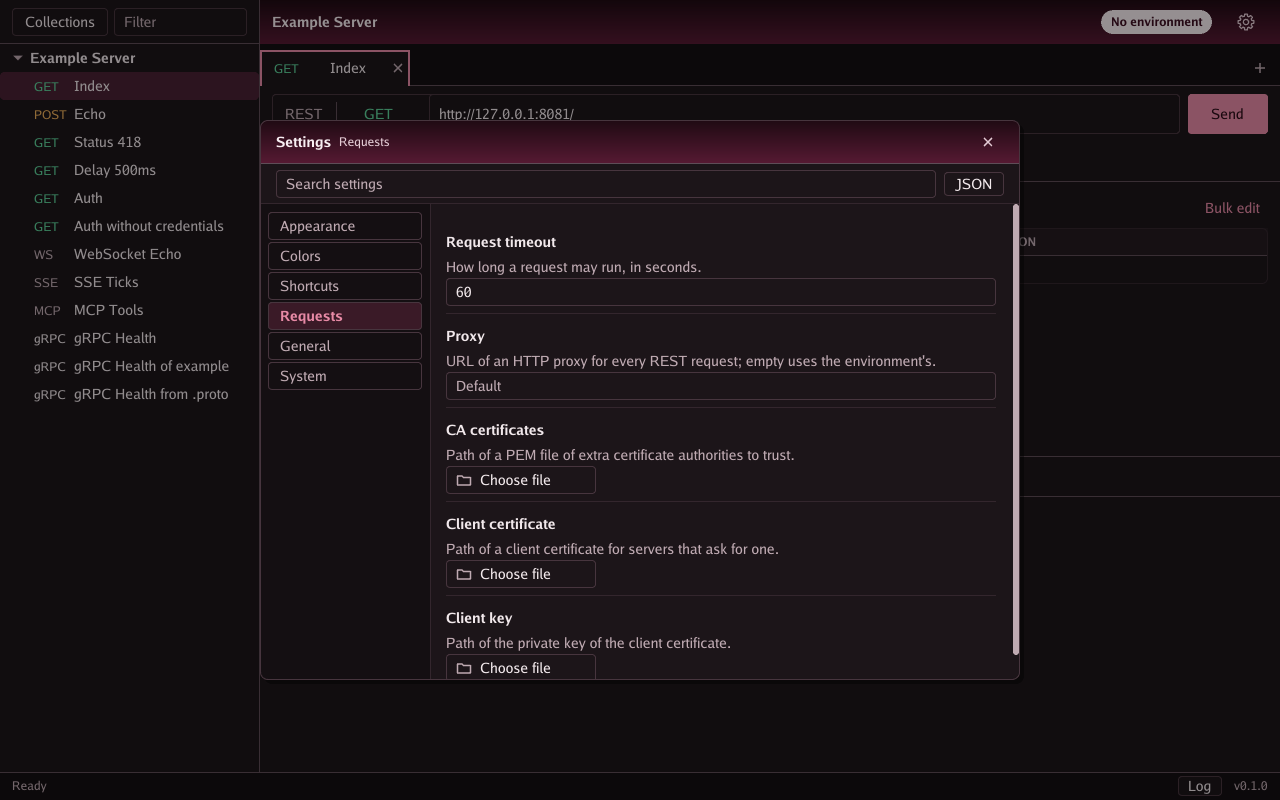 Collections
Filter
Example Server
No environment
Example Server
GET Index
POST Echo
GET Status 418
GET Delay 500ms
GET Auth
GET Auth without credentials
WS WebSocket Echo
SSE SSE Ticks
MCP MCP Tools
gRPC gRPC Health
gRPC gRPC Health of example
gRPC gRPC Health from .proto
GET Index
REST GET http://127.0.0.1:8081/
Send
Bulk edit
ON
Settings Requests
Search settings
JSON
Appearance
Colors
Shortcuts
Requests
General
System
Request timeout
How long a request may run, in seconds.
60
Proxy
URL of an HTTP proxy for every REST request; empty uses the environment's.
Default
CA certificates
Path of a PEM file of extra certificate authorities to trust.
Choose file
Client certificate
Path of a client certificate for servers that ask for one.
Choose file
Client key
Path of the private key of the client certificate.
Choose file
Ready
Log
v0.1.0